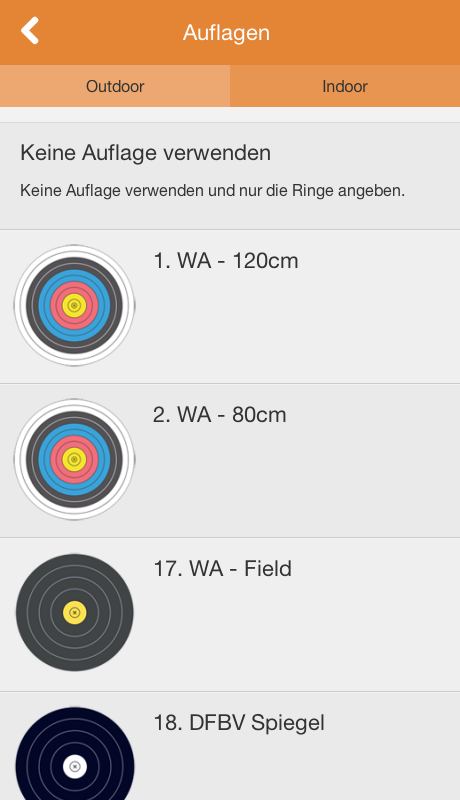 Auflagen
Outdoor
Indoor
Keine Auflage verwenden
Keine Auflage verwenden und nur die Ringe angeben.
1. WA - 120cm
2. WA - 80cm
17. WA - Field
18. DFBV Spiegel